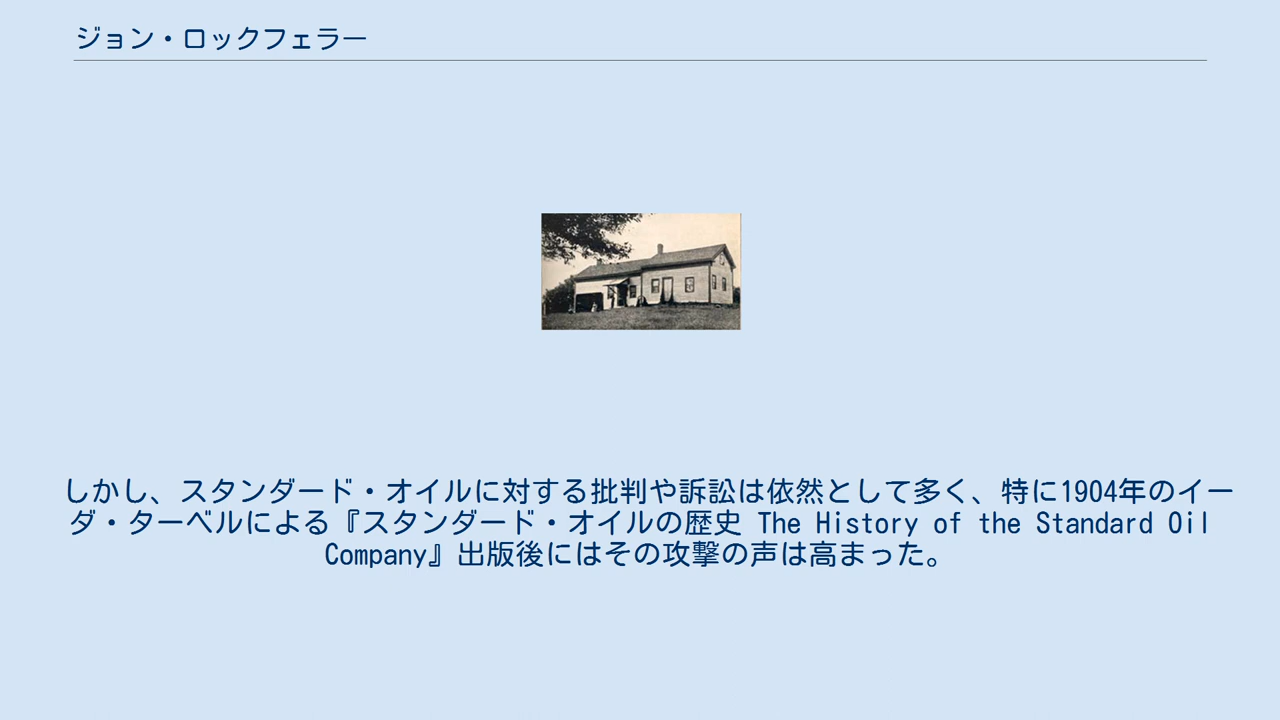 ジョン・ロックフェラー
しかし、スタンダード・オイルに対する批判や訴訟は依然として多く、特に1904年のイー
ダ・ターベルによる『スタンダード・オイルの歴史 The History of the Standard Oil
Company』出版後にはその攻撃の声は高まった。